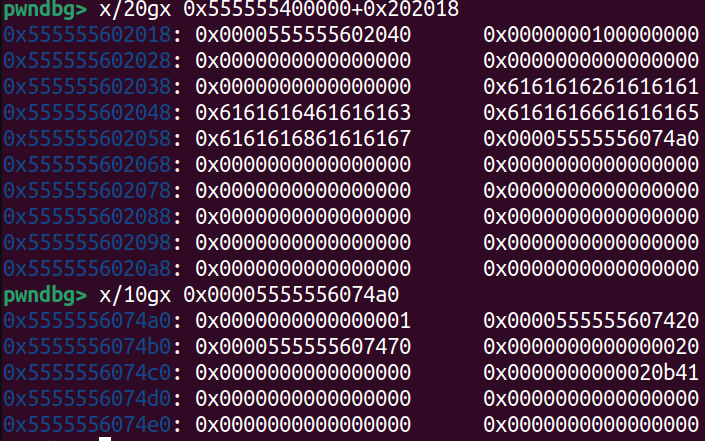 pwndbg> x/20gx 0x555555400000+0x202018
0x555555602018: 0x0000555555602040 0x0000000100000000
0x555555602028: 0x0000000000000000 0x0000000000000000
0x555555602038: 0x0000000000000000 0x6161616261616161
0x555555602048: 0x6161616461616163 0x6161616661616165
0x555555602058: 0x6161616861616167 0x00005555556074a0
0x555555602068: 0x0000000000000000 0x0000000000000000
0x555555602078: 0x0000000000000000 0x0000000000000000
0x555555602088: 0x0000000000000000 0x0000000000000000
0x555555602098: 0x0000000000000000 0x0000000000000000
0x5555556020a8: 0x0000000000000000 0x0000000000000000
pwndbg> x/10gx 0x00005555556074a0
0x5555556074a0: 0x0000000000000001 0x0000555555607420
0x5555556074b0: 0x0000555555607470 0x0000000000000020
0x5555556074c0: 0x0000000000000000 0x0000000000020b41
0x5555556074d0: 0x0000000000000000 0x0000000000000000
0x5555556074e0: 0x0000000000000000 0x0000000000000000